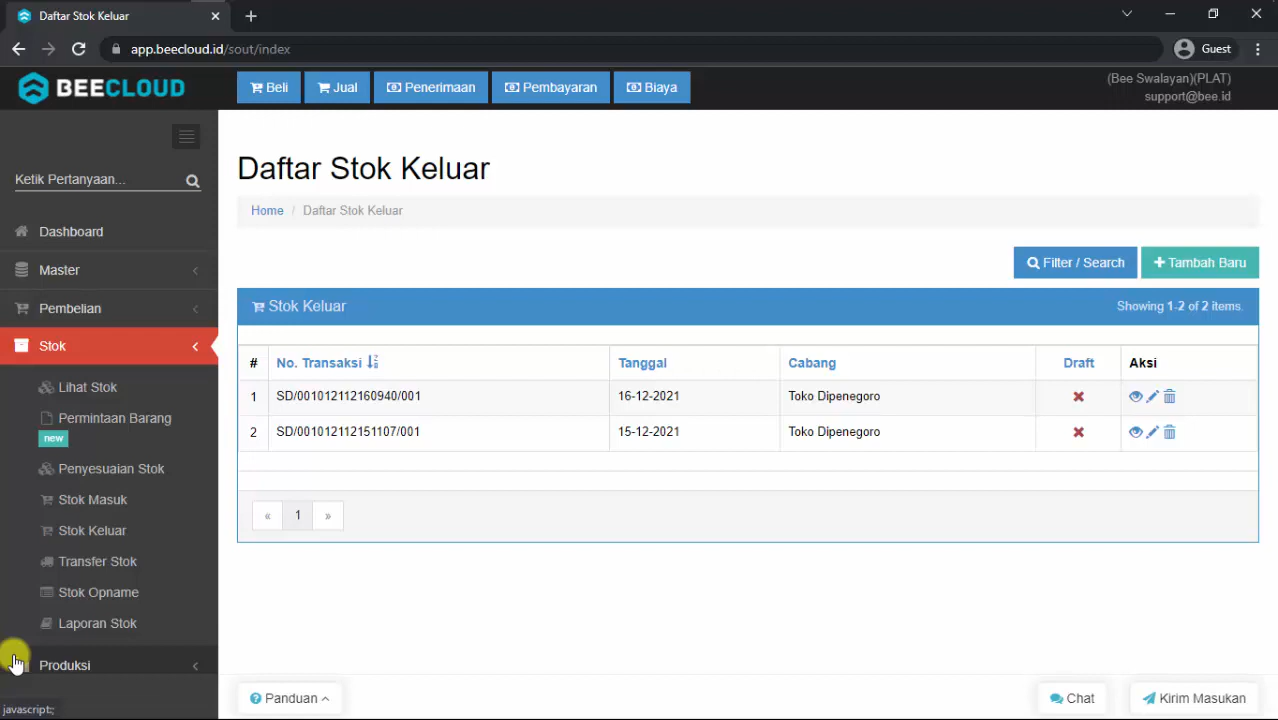 Daftar Stok Keluar
app.beecloud.id/sout/index
Guest
BEECLOUD
Beli
Jual
Penerimaan
Pembayaran
Biaya
(Bee Swalayan)(PLAT)
support@bee.id
Ketik Pertanyaan...
Dashboard
Master
Pembelian
Stok
Lihat Stok
Permintaan Barang
new
Penyesuaian Stok
Stok Masuk
Stok Keluar
Transfer Stok
Stok Opname
Laporan Stok
Produksi
javascript:;
Daftar Stok Keluar
Home / Daftar Stok Keluar
Filter / Search
Tambah Baru
Stok Keluar
Showing 1-2 of 2 items.
# No. Transaksi Tanggal Cabang Draft Aksi
1 SD/001012112160940/001 16-12-2021 Toko Dipenegoro
2 SD/001012112151107/001 15-12-2021 Toko Dipenegoro
« 1 »
Panduan
Chat
Kirim Masukan